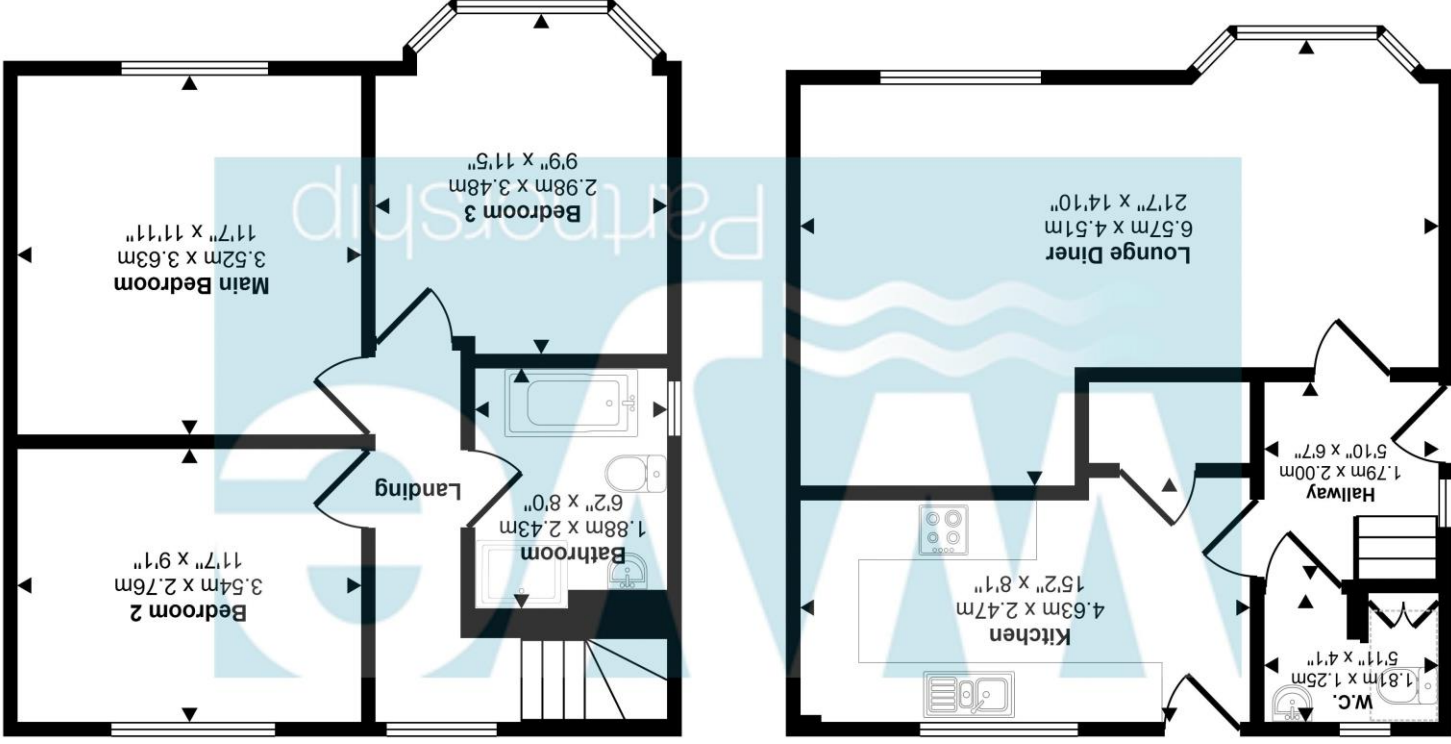 Lounge Diner
6.57m x 4.51m
21'7" x 14'10"
Hallway
1.79m x 2.00m
5'10" x 6'7"
Kitchen
4.63m x 2.47m
15'2" x 8'1"
W.C.
1.81m x 1.25m
5'11" x 4'1"
Bedroom 3
2.98m x 3.48m
9'9" x 11'5"
Main Bedroom
3.52m x 3.63m
11'7" x 11'11"
Landing
Bathroom
1.88m x 2.43m
6'2" x 8'0"
Bedroom 2
3.54m x 2.76m
11'7" x 9'1"
Partnership